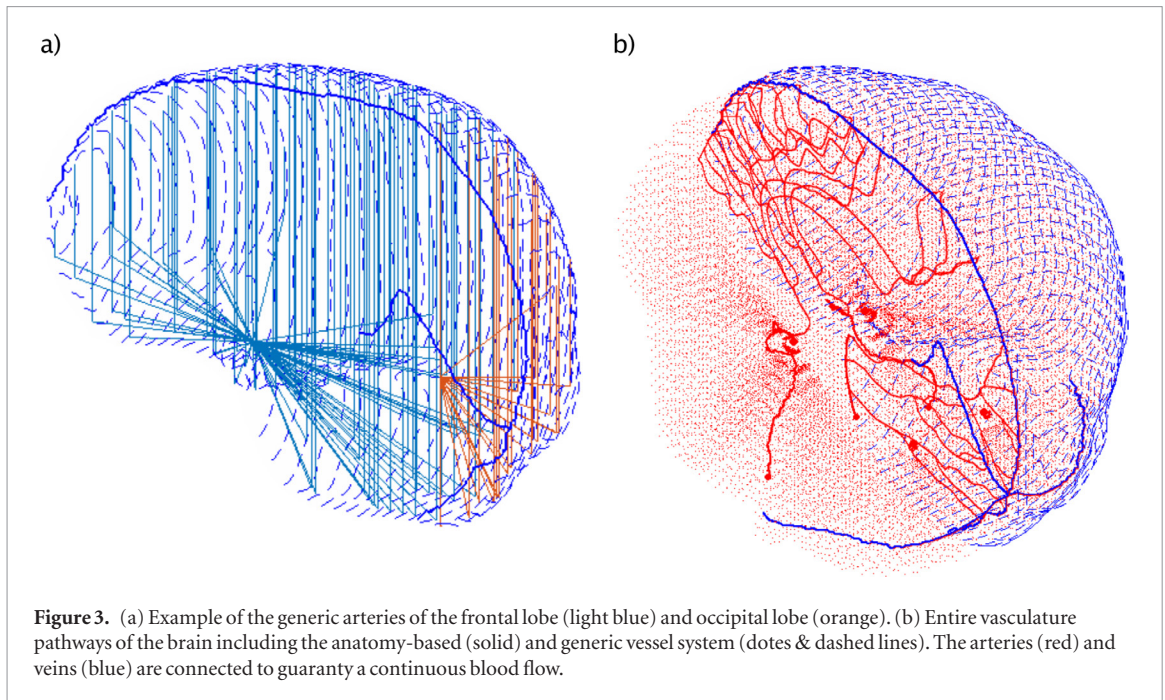 a)
b)
Figure 3. (a) Example of the generic arteries of the frontal lobe (light blue) and occipital lobe (orange). (b) Entire vasculature
pathways of the brain including the anatomy-based (solid) and generic vessel system (dotes & dashed lines). The arteries (red) and
veins (blue) are connected to guaranty a continuous blood flow.